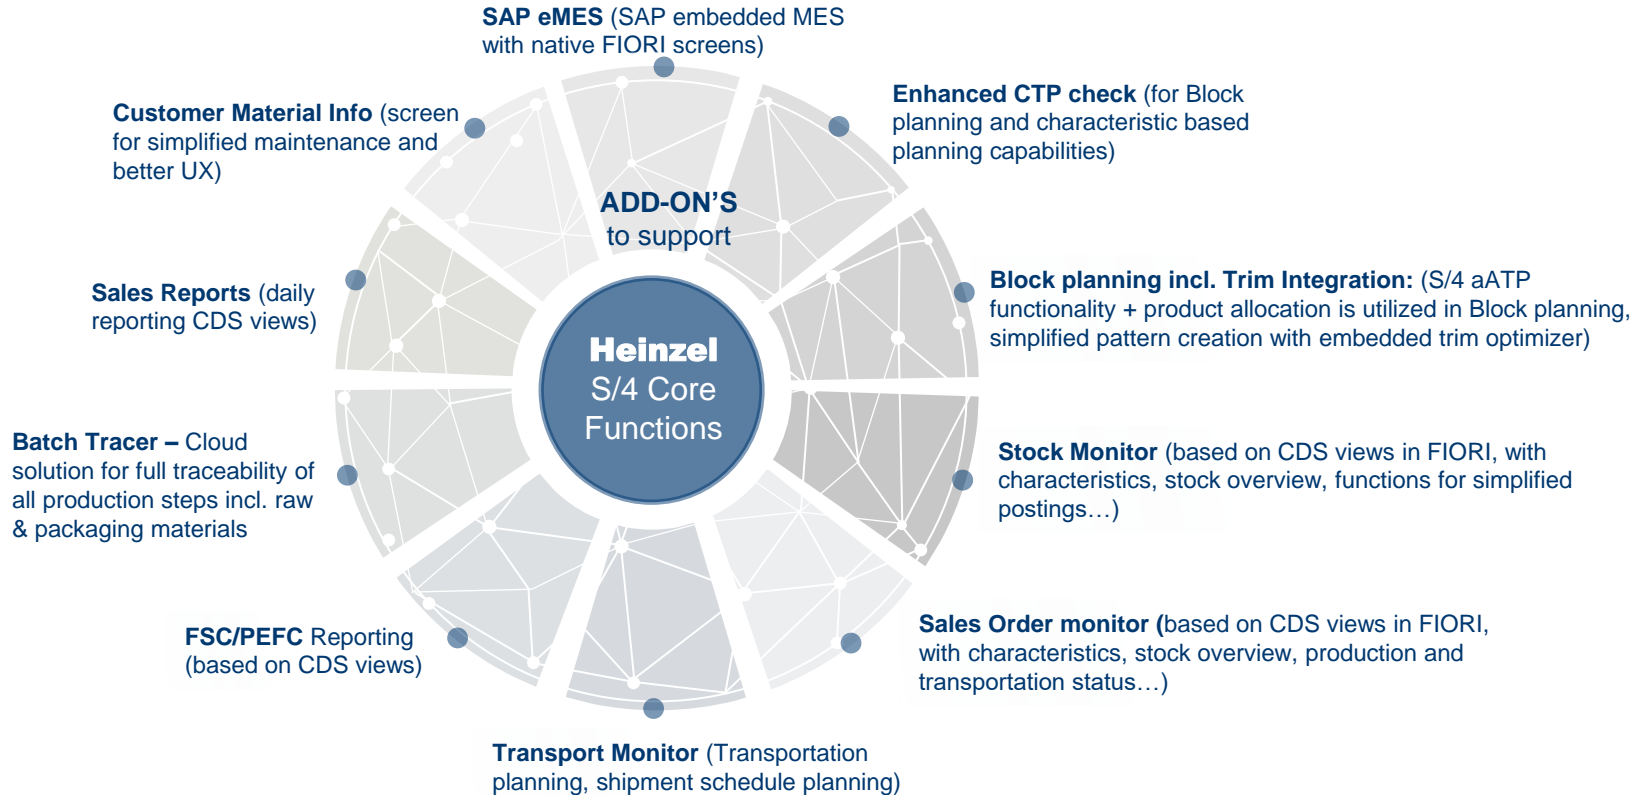 SAP eMES (SAP embedded MES
with native FIORI screens)
Enhanced CTP check (for Block
planning and characteristic based
planning capabilities)
Customer Material Info (screen
for simplified maintenance and
better UX)
ADD-ON’S
to support
Block planning incl. Trim Integration: (S/4 aATP
functionality + product allocation is utilized in Block planning,
simplified pattern creation with embedded trim optimizer)
Sales Reports (daily
reporting CDS views)
Heinzel
S/4 Core
Functions
Batch Tracer – Cloud
solution for full traceability of
all production steps incl. raw
& packaging materials
Stock Monitor (based on CDS views in FIORI, with
characteristics, stock overview, functions for simplified
postings…)
FSC/PEFC Reporting
(based on CDS views)
Sales Order monitor (based on CDS views in FIORI,
with characteristics, stock overview, production and
transportation status…)
Transport Monitor (Transportation
planning, shipment schedule planning)